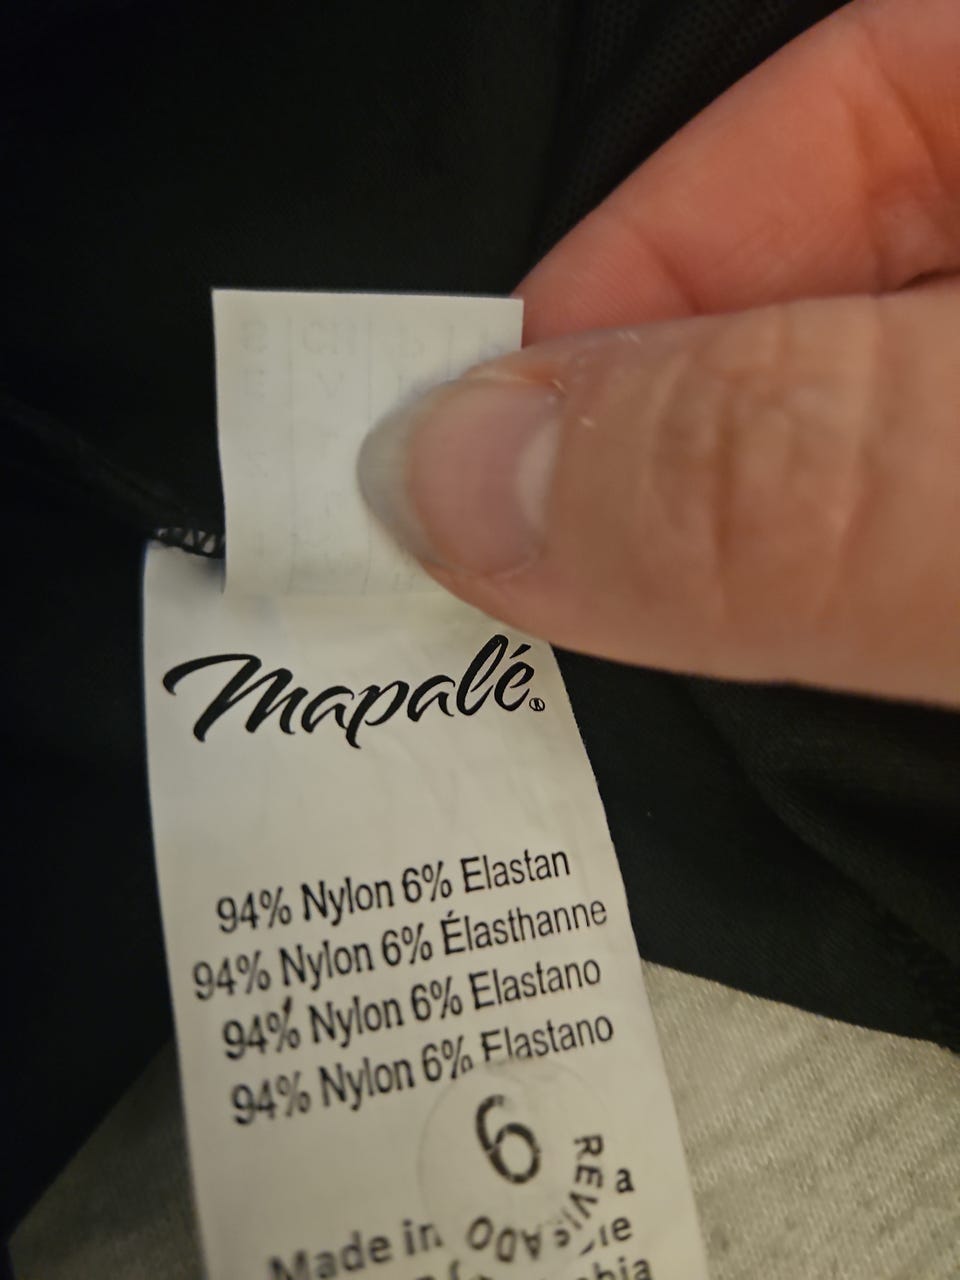 Mapalé®
94% Nylon 6% Elastan
94% Nylon 6% Élasthanne
94% Nylon 6% Elastano
94% Nylon 6% Elastano
6
REVISADO
Made in